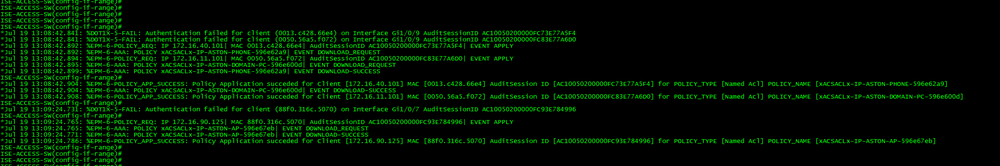 ISE-ACCESS-SW(config-if-range)#
ISE-ACCESS-SW(config-if-range)#
ISE-ACCESS-SW(config-if-range)#
ISE-ACCESS-SW(config-if-range)#
ISE-ACCESS-SW(config-if-range)#
*Jul 19 13:08:42.841: %DOT1X-5-FAIL: Authentication failed for client (0013.c428.66e4) on Interface Gi1/0/9 AuditSessionID AC10050200000FC73E77A5F4
*Jul 19 13:08:42.841: %DOT1X-5-FAIL: Authentication failed for client (0050.56a5.f072) on Interface Gi1/0/9 AuditSessionID AC10050200000FC83E77A6D0
*Jul 19 13:08:42.892: %EPM-6-POLICY_REQ: IP 172.16.40.101| MAC 0013.c428.66e4| AuditSessionID AC10050200000FC73E77A5F4| EVENT APPLY
*Jul 19 13:08:42.892: %EPM-6-AAA: POLICY xACSACLx-IP-ASTON-PHONE-596e62a9| EVENT DOWNLOAD_REQUEST
*Jul 19 13:08:42.894: %EPM-6-POLICY_REQ: IP 172.16.11.101| MAC 0050.56a5.f072| AuditSessionID AC10050200000FC83E77A6D0| EVENT APPLY
*Jul 19 13:08:42.895: %EPM-6-AAA: POLICY xACSACLx-IP-ASTON-DOMAIN-PC-596e600d| EVENT DOWNLOAD_REQUEST
*Jul 19 13:08:42.899: %EPM-6-AAA: POLICY xACSACLx-IP-ASTON-PHONE-596e62a9| EVENT DOWNLOAD-SUCCESS
ISE-ACCESS-SW(config-if-range)#
*Jul 19 13:08:42.904: %EPM-6-POLICY_APP_SUCCESS: Policy Application succeded for Client [172.16.40.101] MAC [0013.c428.66e4] AuditSession ID [AC10050200000FC73E77A5F4] for POLICY_TYPE [Named Acl] POLICY_NAME [xACSACLx-IP-ASTON-PHONE-596e62a9]
*Jul 19 13:08:42.904: %EPM-6-AAA: POLICY xACSACLx-IP-ASTON-DOMAIN-PC-596e600d| EVENT DOWNLOAD-SUCCESS
*Jul 19 13:08:42.908: %EPM-6-POLICY_APP_SUCCESS: Policy Application succeded for Client [172.16.11.101] MAC [0050.56a5.f072] AuditSession ID [AC10050200000FC83E77A6D0] for POLICY_TYPE [Named Acl] POLICY_NAME [xACSACLx-IP-ASTON-DOMAIN-PC-596e600d]
ISE-ACCESS-SW(config-if-range)#
*Jul 19 13:09:24.731: %DOT1X-5-FAIL: Authentication failed for client (88f0.316c.5070) on Interface Gi1/0/7 AuditSessionID AC10050200000FC93E784996
ISE-ACCESS-SW(config-if-range)#
*Jul 19 13:09:24.765: %EPM-6-POLICY_REQ: IP 172.16.90.125| MAC 88f0.316c.5070| AuditSessionID AC10050200000FC93E784996| EVENT APPLY
*Jul 19 13:09:24.765: %EPM-6-AAA: POLICY xACSACLx-IP-ASTON-AP-596e67eb| EVENT DOWNLOAD_REQUEST
*Jul 19 13:09:24.771: %EPM-6-AAA: POLICY xACSACLx-IP-ASTON-AP-596e67eb| EVENT DOWNLOAD-SUCCESS
*Jul 19 13:09:24.786: %EPM-6-POLICY_APP_SUCCESS: Policy Application succeded for Client [172.16.90.125] MAC [88f0.316c.5070] AuditSession ID [AC10050200000FC93E784996] for POLICY_TYPE [Named Acl] POLICY_NAME [xACSACLx-IP-ASTON-AP-596e67eb]
ISE-ACCESS-SW(config-if-range)#
ISE-ACCESS-SW(config-if-range)#
ISE-ACCESS-SW(config-if-range)#
ISE-ACCESS-SW(config-if-range)#